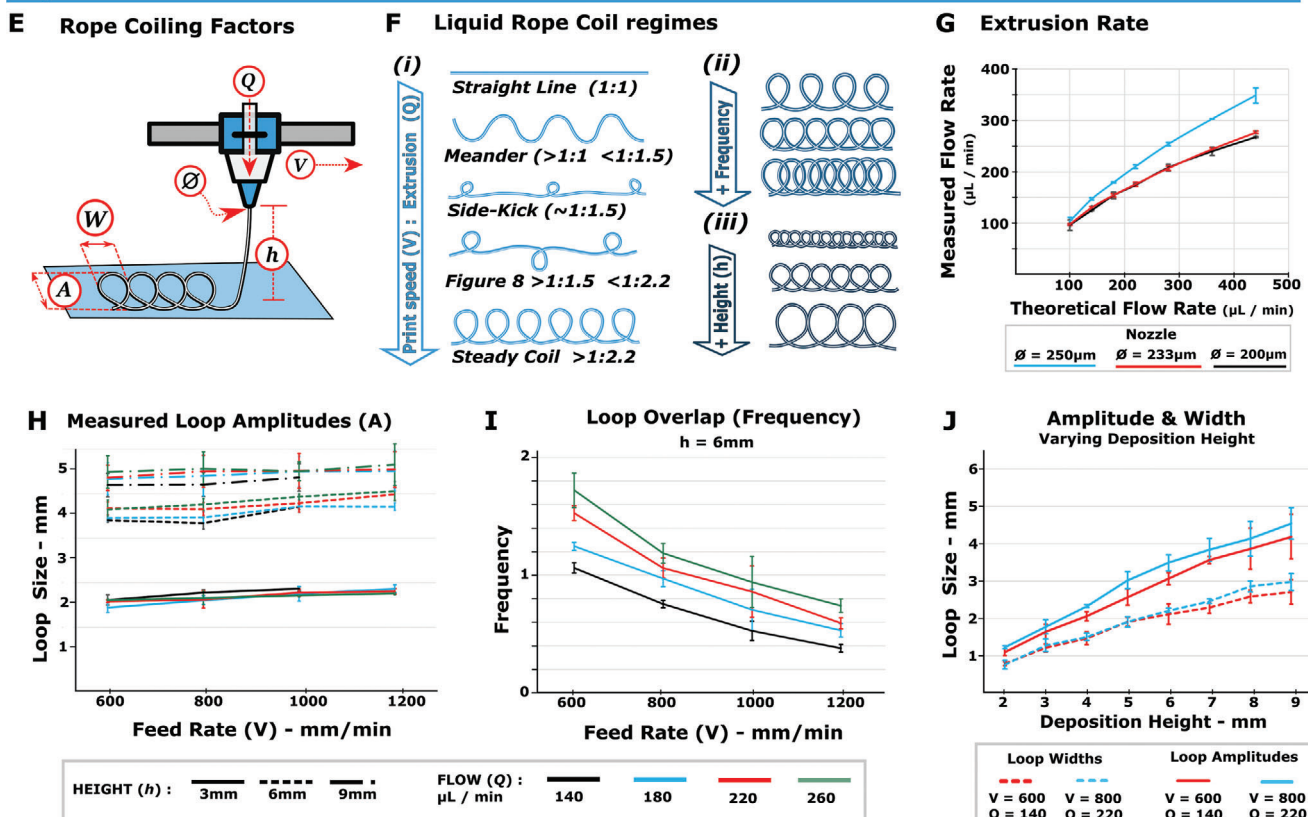 E Rope Coiling Factors
Q
V
Ø
W
h
A
F Liquid Rope Coil regimes
(i)
Print speed (V) : Extrusion (Q)
Straight Line (1:1)
Meander (>1:1 <1:1.5)
Side-Kick (~1:1.5)
Figure 8 >1:1.5 <1:2.2
Steady Coil >1:2.2
(ii)
+ Frequency
(iii)
+Height (h)
G Extrusion Rate
Measured Flow Rate
(µL / min)
400
300
200
100
100 200 300 400 500
Theoretical Flow Rate (µL / min)
Nozzle
Ø = 250µm Ø = 233µm Ø = 200µm
H Measured Loop Amplitudes (A)
Loop Size - mm
5
4
3
2
1
600 800 1000 1200
Feed Rate (V) - mm/min
I Loop Overlap (Frequency)
h = 6mm
Frequency
2
1
0
600 800 1000 1200
Feed Rate (V) - mm/min
J Amplitude & Width
Varying Deposition Height
Loop Size - mm
6
5
4
3
2
1
2 3 4 5 6 7 8 9
Deposition Height - mm
HEIGHT (h) :
3mm 6mm 9mm
FLOW (Q) :
µL / min
140 180 220 260
Loop Widths Loop Amplitudes
V = 600 V = 800 V = 600 V = 800
Q = 140 Q = 220 Q = 140 Q = 220